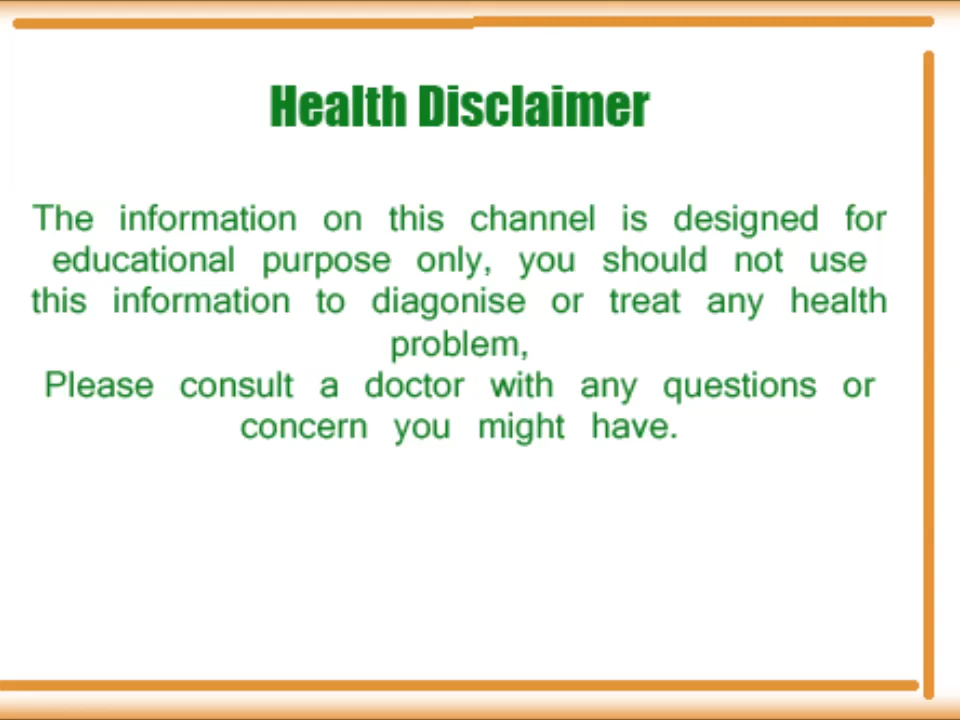 Health Disclaimer
The information on this channel is designed for
educational purpose only, you should not use
this information to diagonise or treat any health
problem,
Please consult a doctor with any questions or
concern you might have.